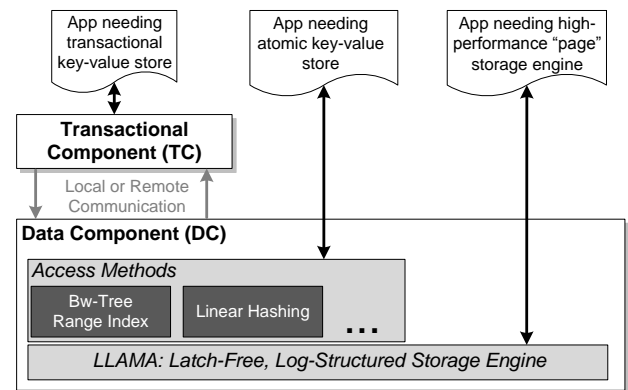 App needing
transactional
key-value store
App needing
atomic key-value
store
App needing high-
performance “page”
storage engine
Transactional
Component (TC)
Local or Remote
Communication
Data Component (DC)
Access Methods
Bw-Tree
Range Index
Linear Hashing
...
LLAMA: Latch-Free, Log-Structured Storage Engine